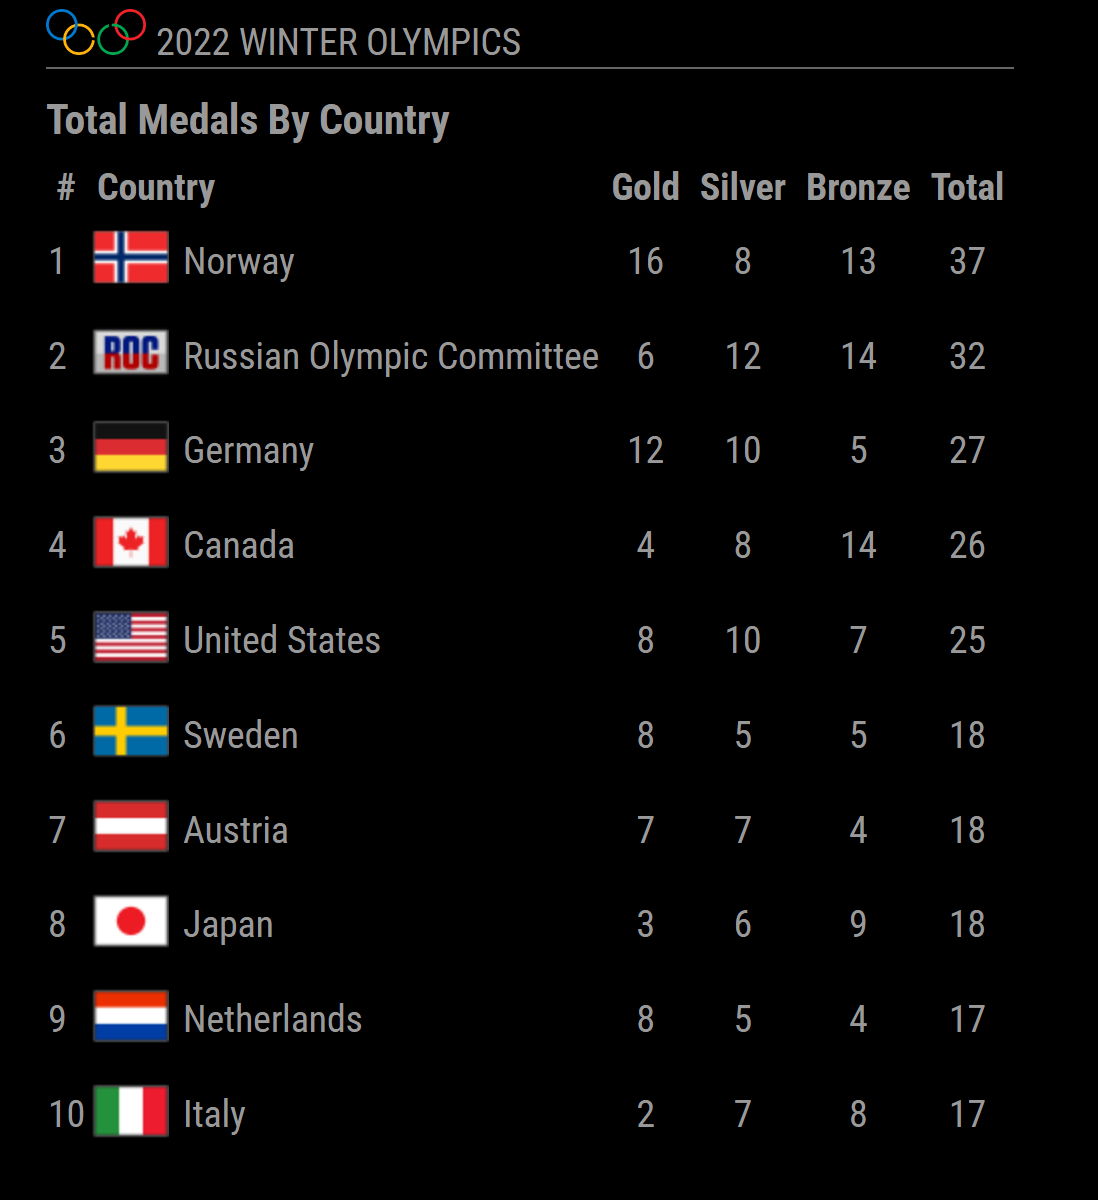 2022 WINTER OLYMPICS
Total Medals By Country
# Country Gold Silver Bronze Total
1 Norway 16 8 13 37
2 ROC Russian Olympic Committee 6 12 14 32
3 Germany 12 10 5 27
4 Canada 4 8 14 26
5 United States 8 10 7 25
6 Sweden 8 5 5 18
7 Austria 7 7 4 18
8 Japan 3 6 9 18
9 Netherlands 8 5 4 17
10 Italy 2 7 8 17